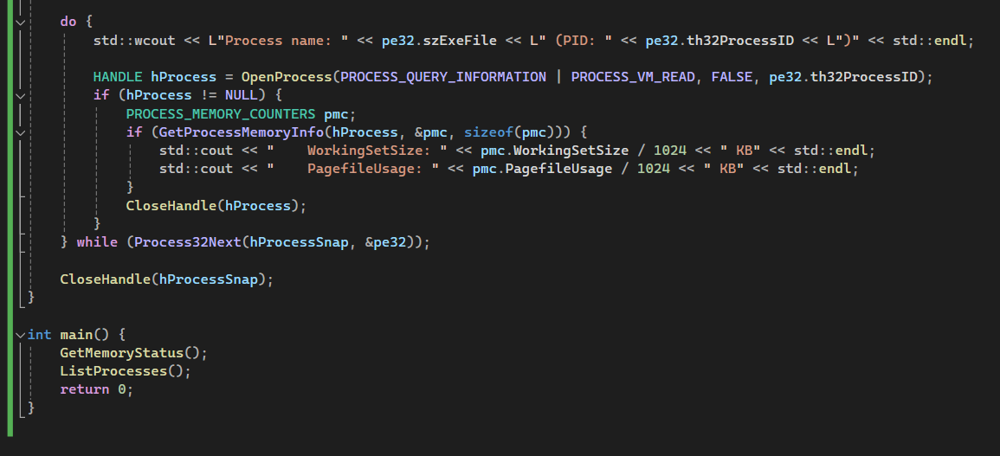 do {
std::wcout << L"Process name: " << pe32.szExeFile << L" (PID: " << pe32.th32ProcessID << L")" << std::endl;
HANDLE hProcess = OpenProcess(PROCESS_QUERY_INFORMATION | PROCESS_VM_READ, FALSE, pe32.th32ProcessID);
if (hProcess != NULL) {
PROCESS_MEMORY_COUNTERS pmc;
if (GetProcessMemoryInfo(hProcess, &pmc, sizeof(pmc))) {
std::cout << "    WorkingSetSize: " << pmc.WorkingSetSize / 1024 << " KB" << std::endl;
std::cout << "    PagefileUsage: " << pmc.PagefileUsage / 1024 << " KB" << std::endl;
}
CloseHandle(hProcess);
}
} while (Process32Next(hProcessSnap, &pe32));
CloseHandle(hProcessSnap);
}
int main() {
GetMemoryStatus();
ListProcesses();
return 0;
}